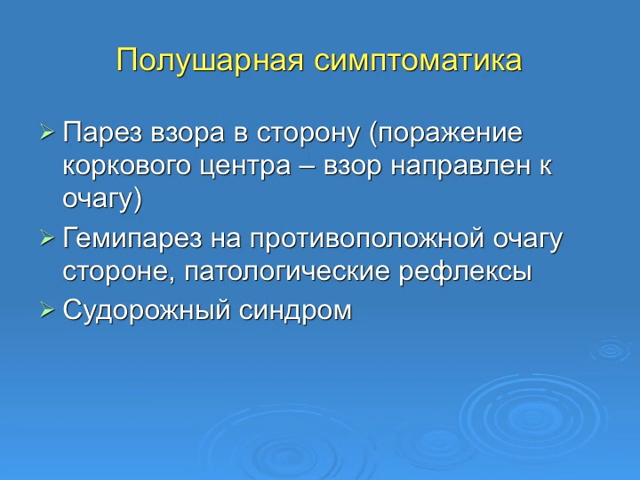 Полушарная симптоматика
Парез взора в сторону (поражение
коркового центра – взор направлен к
очагу)
Гемипарез на противоположной очагу
стороне, патологические рефлексы
Судорожный синдром